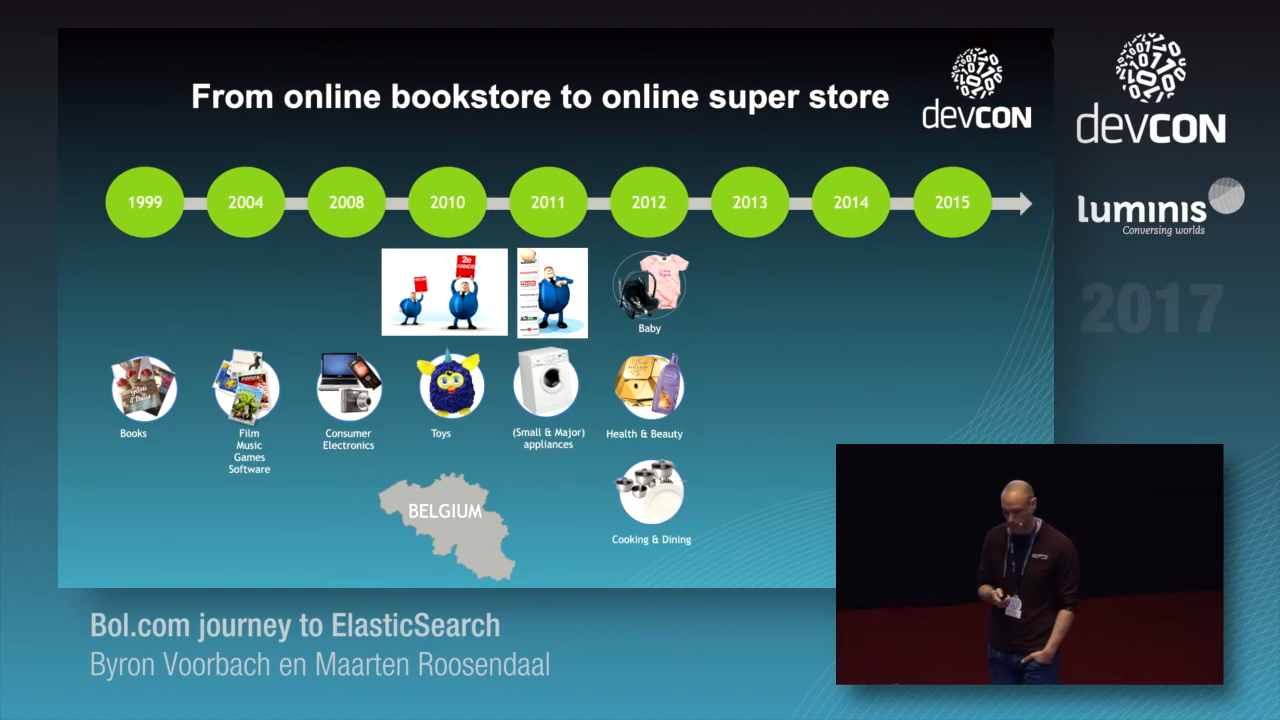 From online bookstore to online super store
devcon
devcon
luminis
Conversing worlds
2017
1999
2004
2008
2010
2011
2012
2013
2014
2015
2e
HANDS
Baby
Books
Film
Music
Games
Software
Consumer
Electronics
Toys
(Small & Major)
appliances
Health & Beauty
BELGIUM
Cooking & Dining
Bol.com journey to ElasticSearch
Byron Voorbach en Maarten Roosendaal